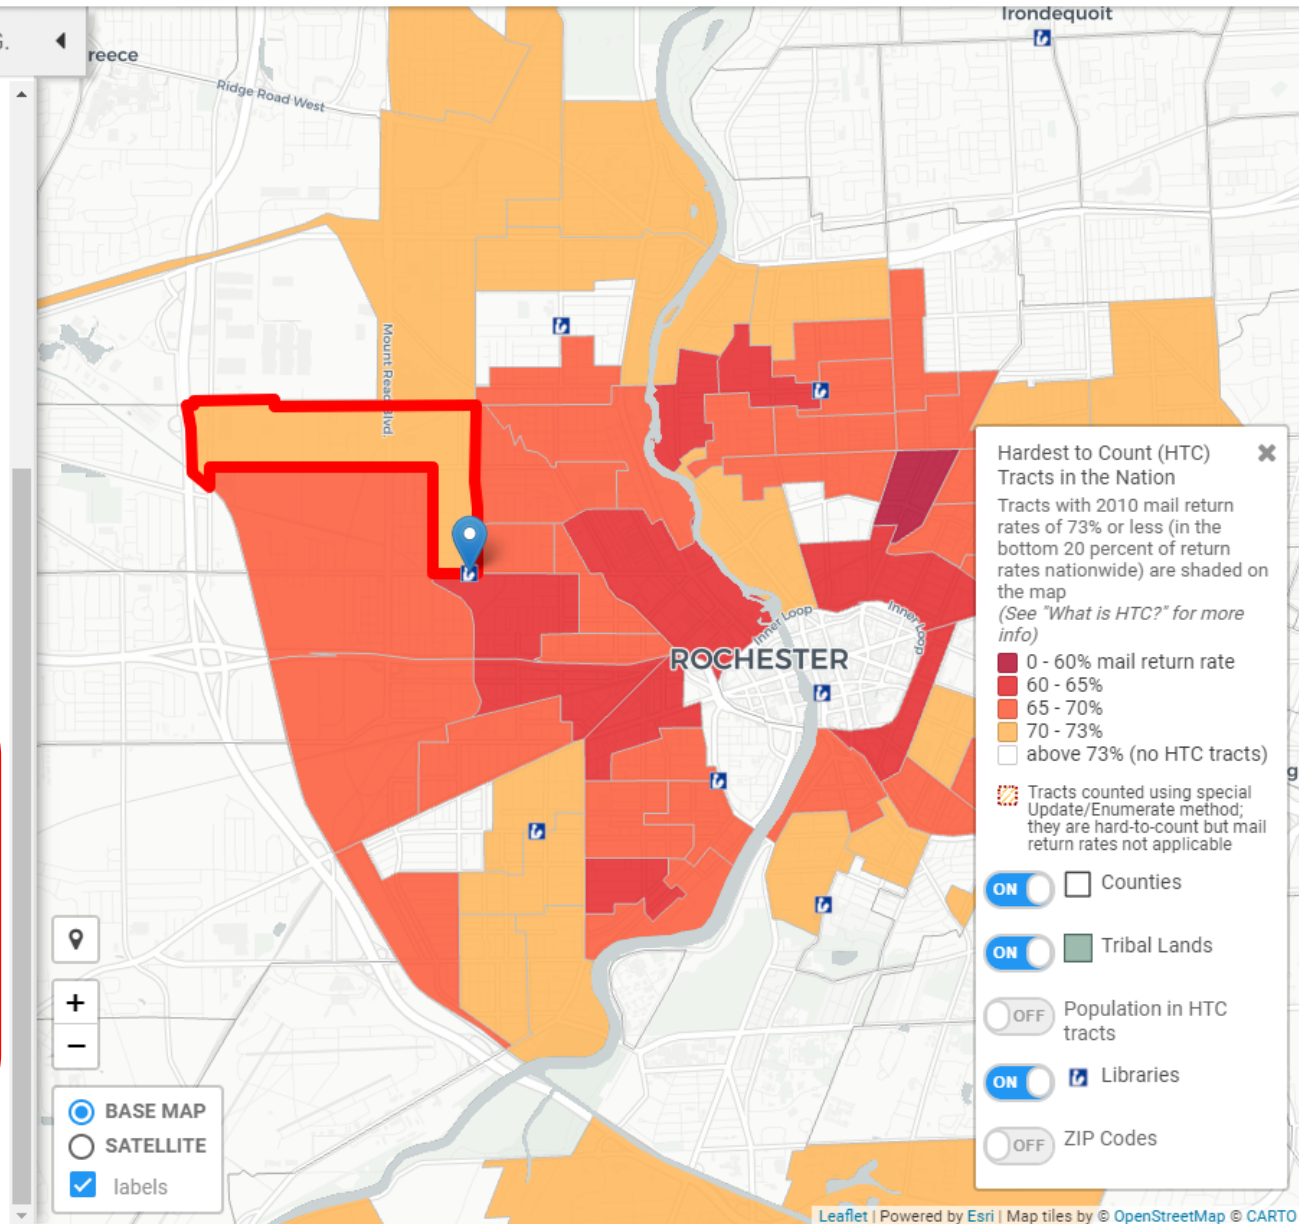 G.
reece
Ridge Road West
Irondequoit
Mount Read Blvd.
Inner Loop
Inner Loop
ROCHESTER
Hardest to Count (HTC)
Tracts in the Nation
Tracts with 2010 mail return
rates of 73% or less (in the
bottom 20 percent of return
rates nationwide) are shaded on
the map
(See "What is HTC?" for more
info)
0 - 60% mail return rate
60 - 65%
65 - 70%
70 - 73%
above 73% (no HTC tracts)
Tracts counted using special
Update/Enumerate method;
they are hard-to-count but mail
return rates not applicable
ON Counties
ON Tribal Lands
OFF Population in HTC
tracts
ON Libraries
OFF ZIP Codes
g
+
−
BASE MAP
SATELLITE
labels
Leaflet | Powered by Esri | Map tiles by © OpenStreetMap © CARTO